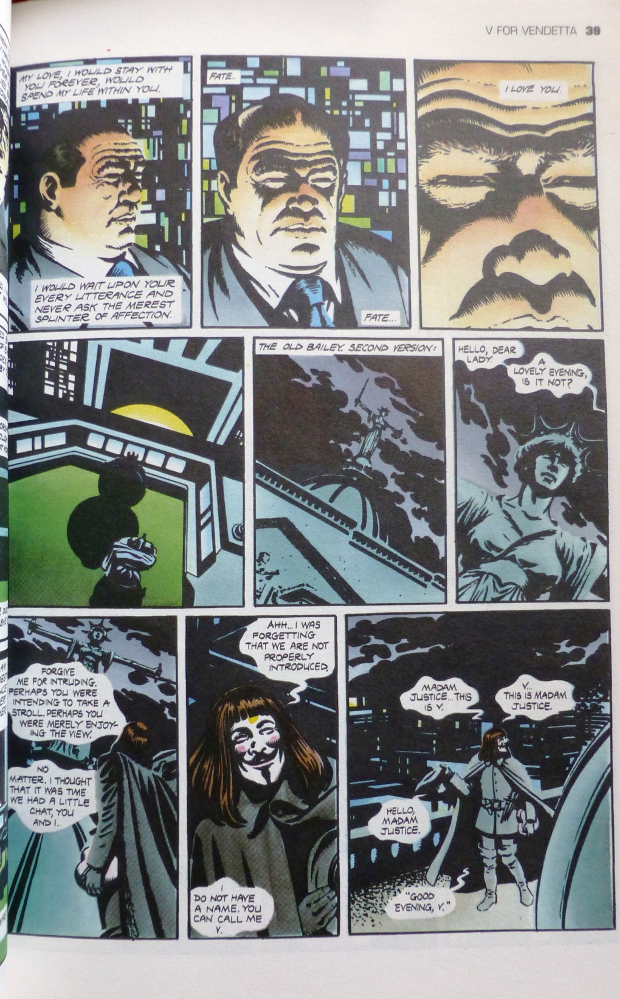 V FOR VENDETTA 39
MY LOVE, I WOULD STAY WITH
YOU FOREVER, WOULD
SPEND MY LIFE WITHIN YOU.
I WOULD WAIT UPON YOUR
EVERY UTTERANCE AND
NEVER ASK THE MEREST
SPLINTER OF AFFECTION.
FATE...
FATE...
I LOVE YOU.
THE OLD BAILEY. SECOND VERSION:
HELLO, DEAR
LADY.
A
LOVELY EVENING,
IS IT NOT?
FORGIVE
ME FOR INTRUDING.
PERHAPS YOU WERE
INTENDING TO TAKE A
STROLL. PERHAPS YOU
WERE MERELY ENJOY-
ING THE VIEW.
NO
MATTER. I THOUGHT
THAT IT WAS TIME
WE HAD A LITTLE
CHAT, YOU
AND I.
AHH... I WAS
FORGETTING
THAT WE ARE NOT
PROPERLY
INTRODUCED.
I
DO NOT HAVE
A NAME. YOU
CAN CALL ME
V.
MADAM
JUSTICE... THIS
IS V.
V...
THIS IS MADAM
JUSTICE.
HELLO,
MADAM
JUSTICE.
"GOOD
EVENING, V."